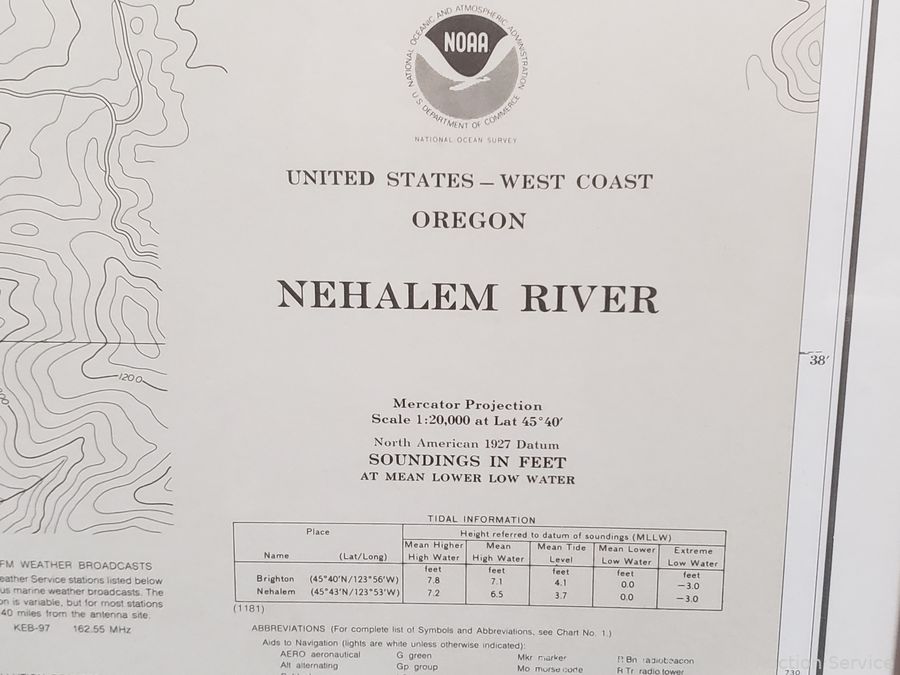 NATIONAL OCEANIC AND ATMOSPHERIC ADMINISTRATION
NOAA
U.S. DEPARTMENT OF COMMERCE
NATIONAL OCEAN SURVEY
UNITED STATES – WEST COAST
OREGON
NEHALEM RIVER
38′
1200
Mercator Projection
Scale 1:20,000 at Lat 45°40′
North American 1927 Datum
SOUNDINGS IN FEET
AT MEAN LOWER LOW WATER
TIDAL INFORMATION
Place Height referred to datum of soundings (MLLW)
Name (Lat/Long) Mean Higher High Water Mean High Water Mean Tide Level Mean Lower Low Water Extreme Low Water
feet feet feet feet feet
Brighton (45°40′N/123°56′W) 7.8 7.1 4.1 0.0 –3.0
Nehalem (45°43′N/123°53′W) 7.2 6.5 3.7 0.0 –3.0
(1181)
FM WEATHER BROADCASTS
eather Service stations listed below
us marine weather broadcasts. The
on is variable, but for most stations
40 miles from the antenna site.
KEB-97 162.55 MHz
ABBREVIATIONS (For complete list of Symbols and Abbreviations, see Chart No. 1.)
Aids to Navigation (lights are white unless otherwise indicated):
AERO aeronautical G green Mkr marker R Bn radiobeacon
Alt alternating Gp group Mo morse code R Tr radio tower
730
Auction Service